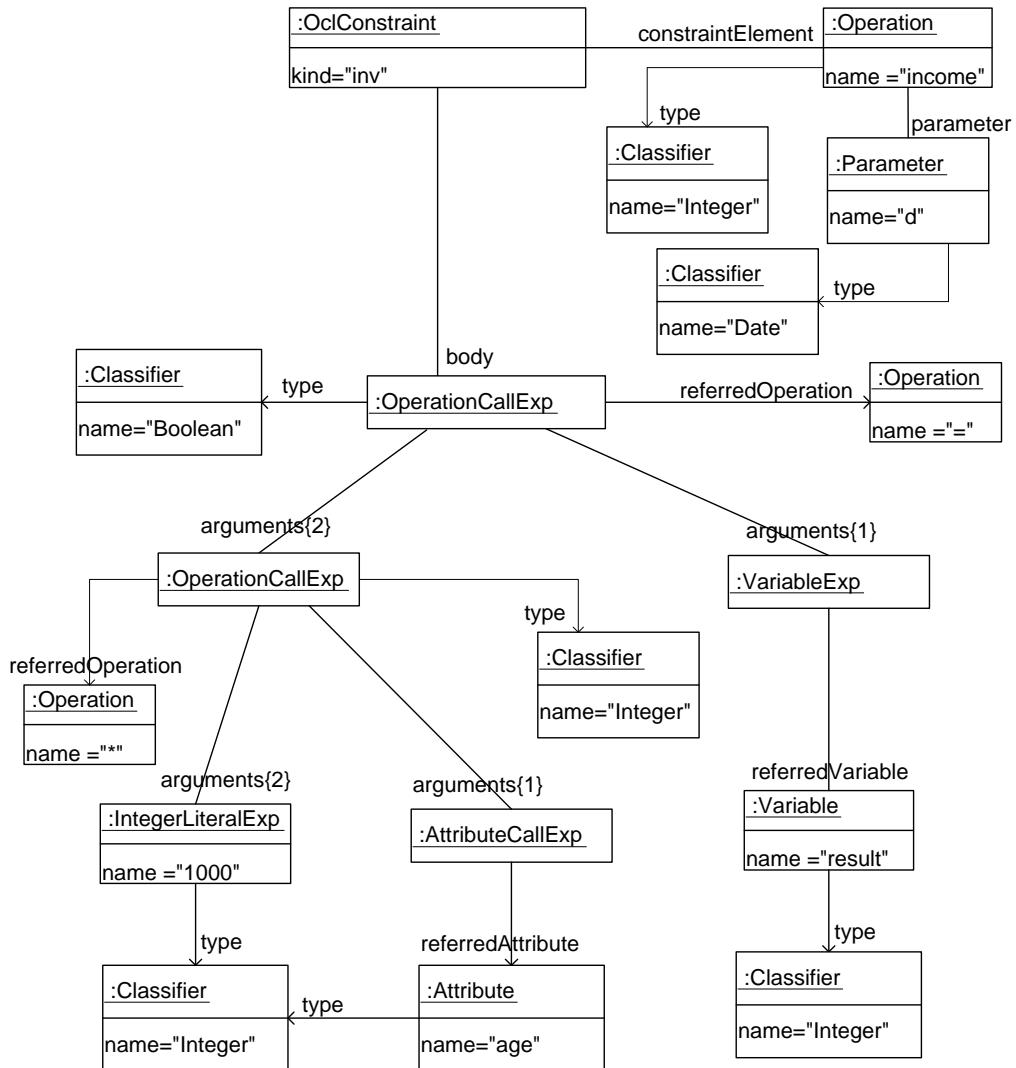 :OclConstraint
kind="inv"
constraintElement
:Operation
name ="income"
type
parameter
:Classifier
name="Integer"
:Parameter
name="d"
:Classifier
name="Date"
type
body
:Classifier
name="Boolean"
type
:OperationCallExp
referredOperation
:Operation
name ="="
arguments{2}
arguments{1}
:OperationCallExp
:VariableExp
type
:Classifier
name="Integer"
referredOperation
:Operation
name ="*"
arguments{2}
arguments{1}
referredVariable
:IntegerLiteralExp
name ="1000"
:AttributeCallExp
:Variable
name ="result"
type
referredAttribute
type
:Classifier
name="Integer"
type
:Attribute
name="age"
:Classifier
name="Integer"